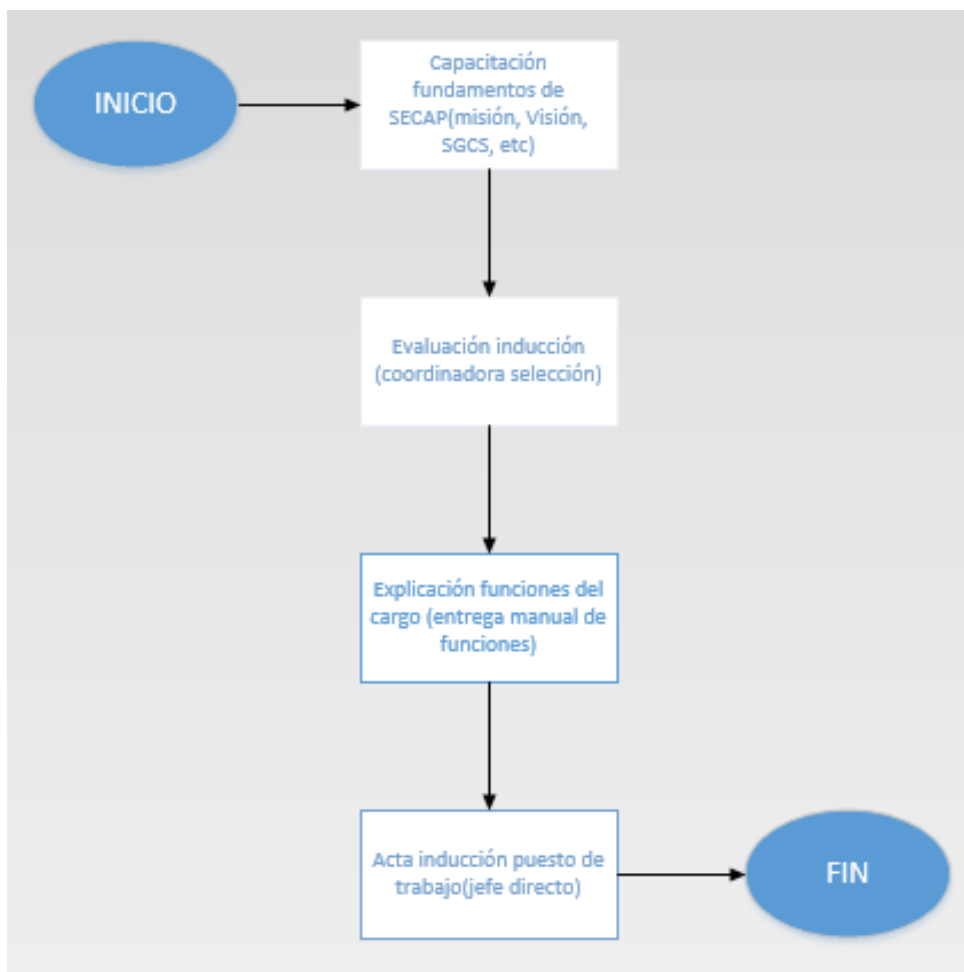 INICIO
Capacitación
fundamentos de
SECAP(misión, Visión,
SGCS, etc)
Evaluación inducción
(coordinadora selección)
Explicación funciones del
cargo (entrega manual de
funciones)
Acta inducción puesto de
trabajo(jefe directo)
FIN